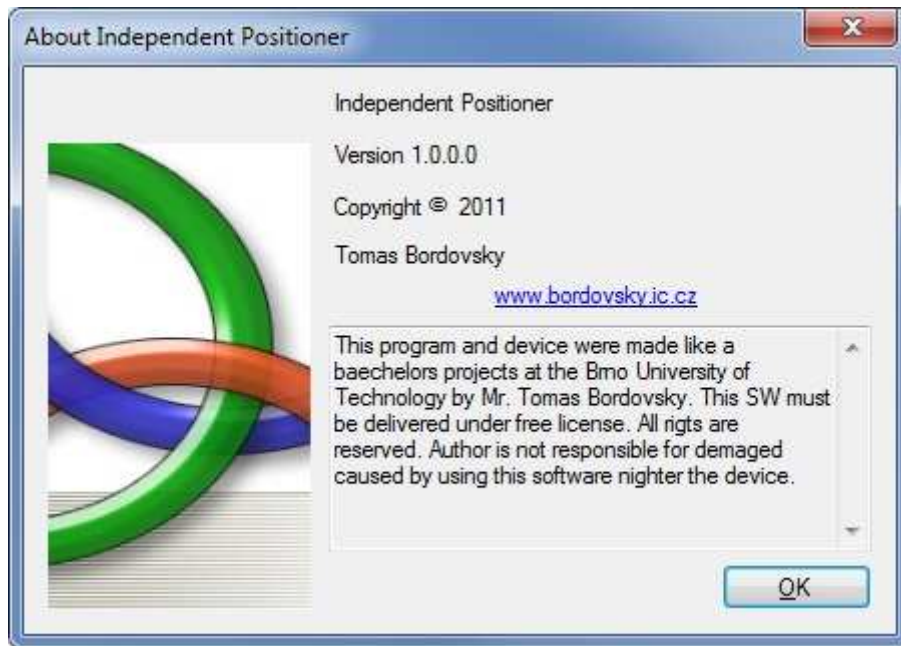 About Independent Positioner
Independent Positioner
Version 1.0.0.0
Copyright © 2011
Tomas Bordovsky
www.bordovsky.ic.cz
This program and device were made like a
baechelors projects at the Brno University of
Technology by Mr. Tomas Bordovsky. This SW must
be delivered under free license. All rigts are
reserved. Author is not responsible for demaged
caused by using this software nighter the device.
OK